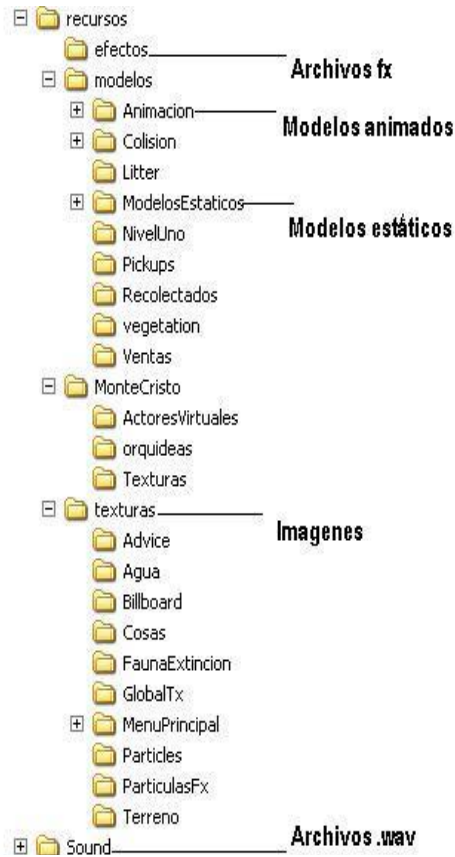 recursos
efectos
Archivos fx
modelos
Animacion
Modelos animados
Colision
Litter
ModelosEstaticos
Modelos estáticos
NivelUno
Pickups
Recolectados
vegetation
Ventas
MonteCristo
ActoresVirtuales
orquideas
Texturas
texturas
Imagenes
Advice
Agua
Billboard
Cosas
FaunaExtincion
GlobalTx
MenuPrincipal
Particles
ParticulasFx
Terreno
Sound
Archivos .wav